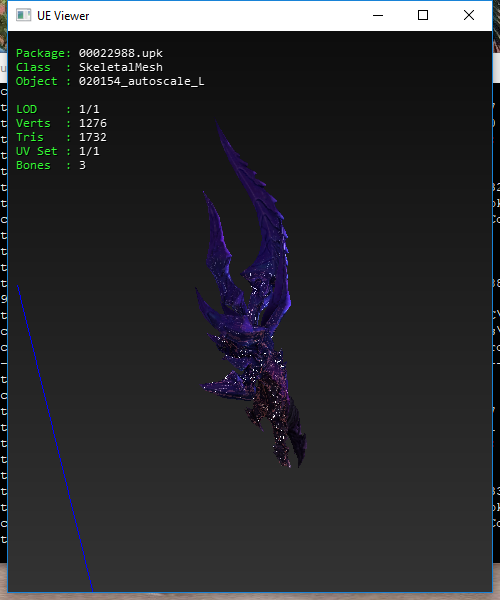 UE Viewer
Package: 00022988.upk
Class : SkeletalMesh
Object : 020154_autoscale_L
LOD : 1/1
Verts : 1276
Tris : 1732
UV Set : 1/1
Bones : 3